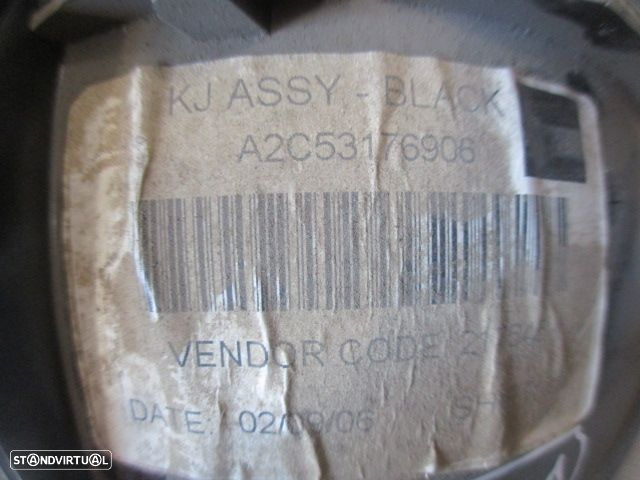 KJ ASSY - BLACK
A2C53176906
VENDOR CODE
DATE: 02/09/06
STANDVIRTUAL